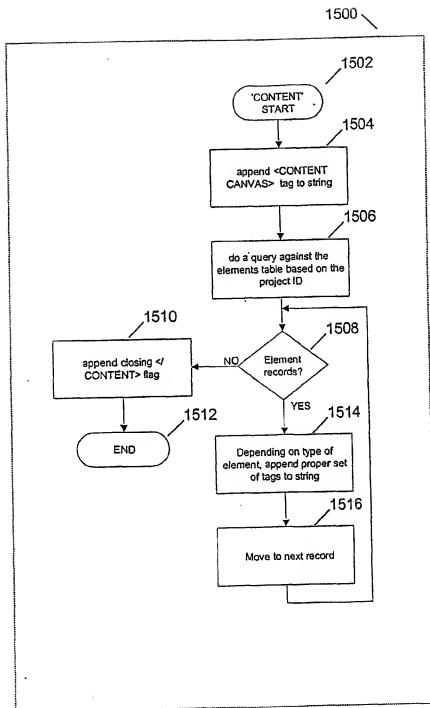 1500
1502
'CONTENT'
START
1504
append <CONTENT
CANVAS> tag to string
1506
do a query against the
elements table based on the
project ID
1510
append closing </
CONTENT> flag
NO
Element
records?
1508
YES
1512
END
1514
Depending on type of
element, append proper set
of tags to string
1516
Move to next record